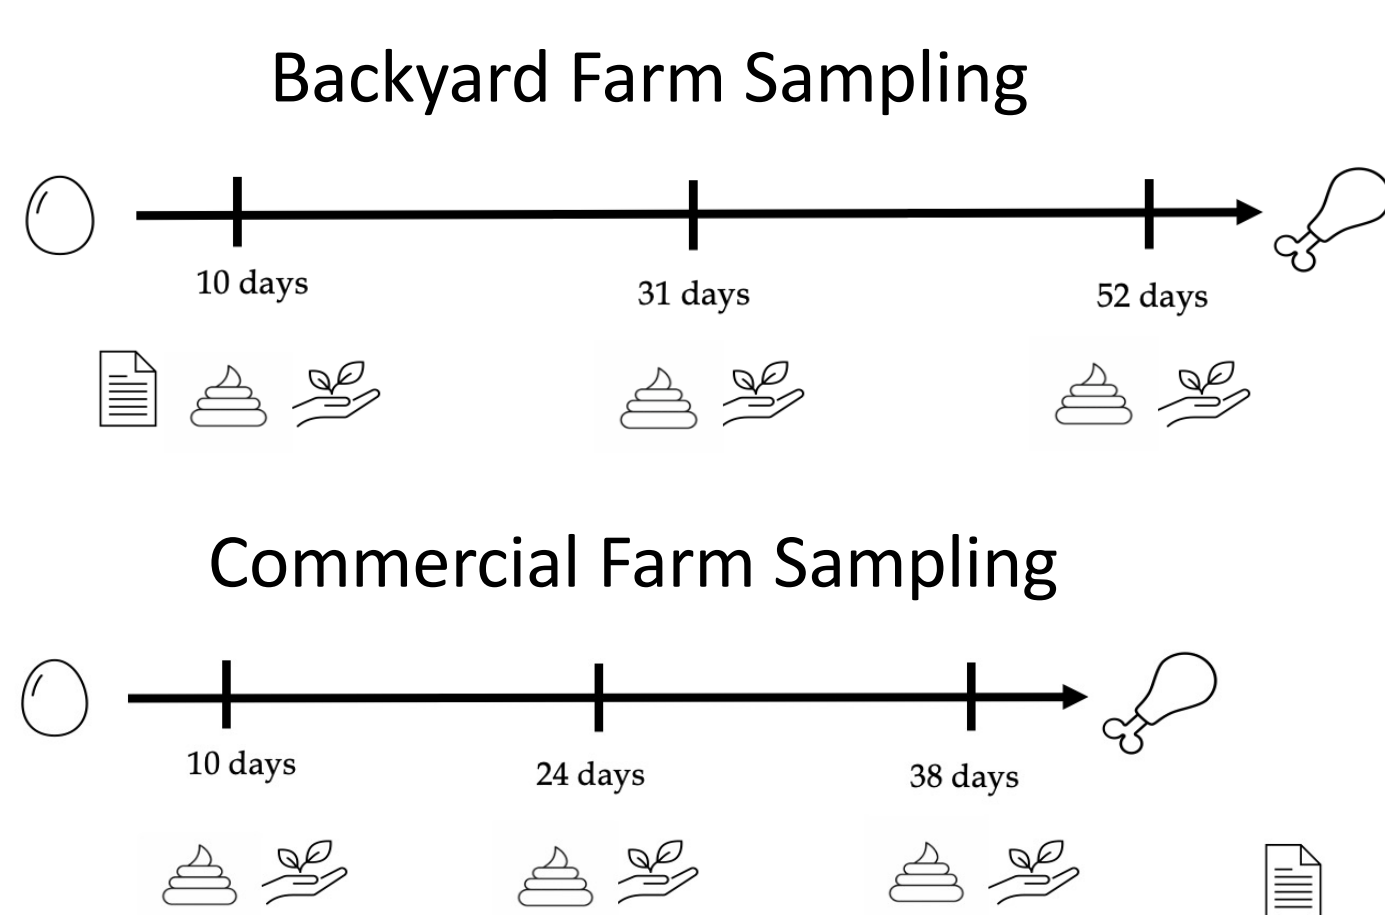 Backyard Farm Sampling
10 days
31 days
52 days
Commercial Farm Sampling
10 days
24 days
38 days